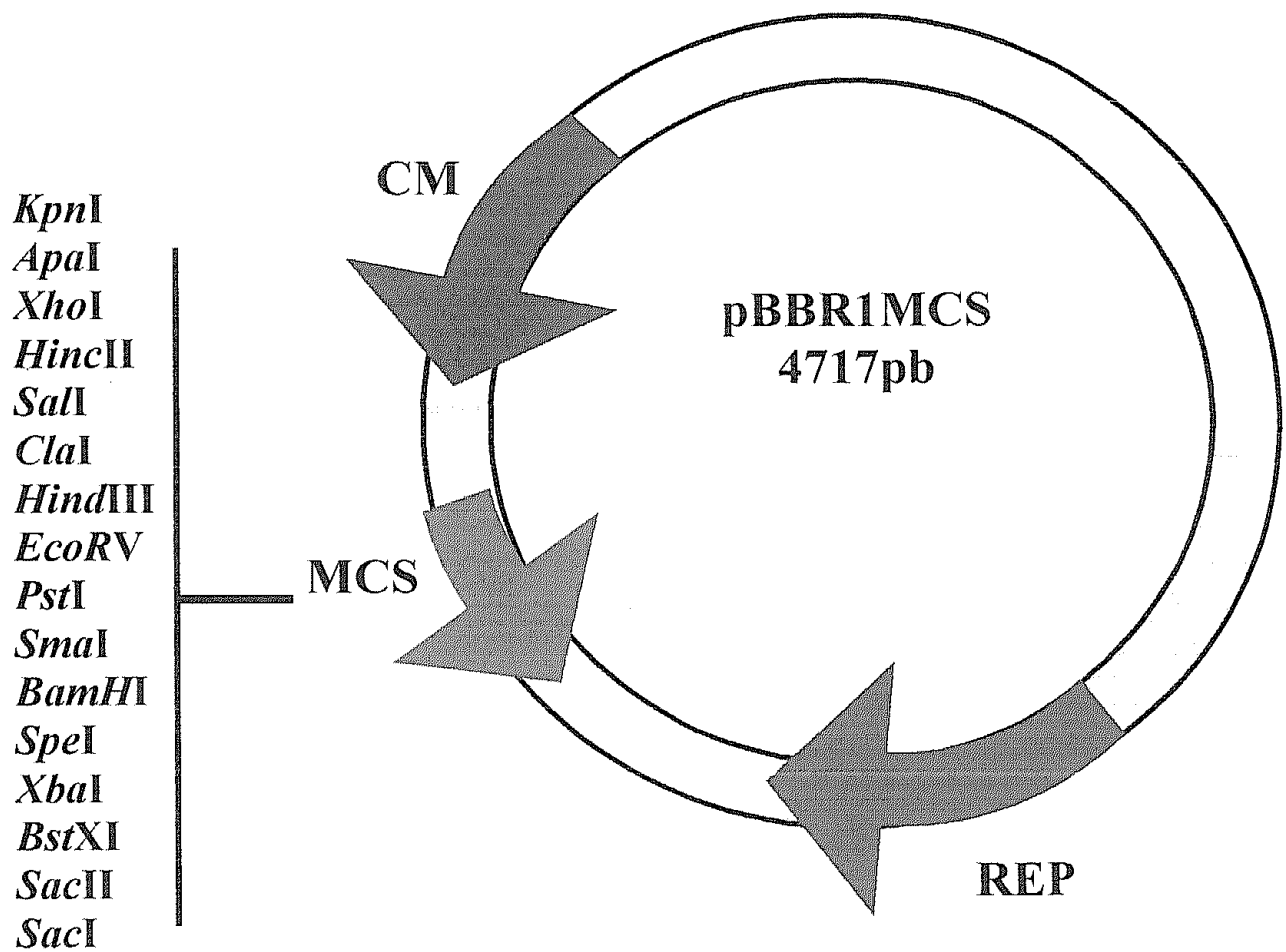 CM
KpnI
ApaI
XhoI
HincII
SalI
ClaI
HindIII
EcoRV
PstI
SmaI
BamHI
SpeI
XbaI
BstXI
SacII
SacI
MCS
pBBR1MCS
4717pb
REP